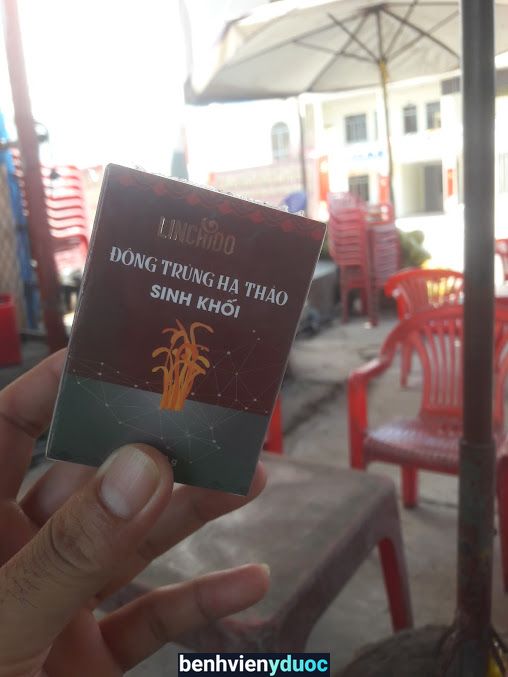 LINCHIDO
ĐÔNG TRÙNG HẠ THẢO
SINH KHỐI
benhvienyduoc